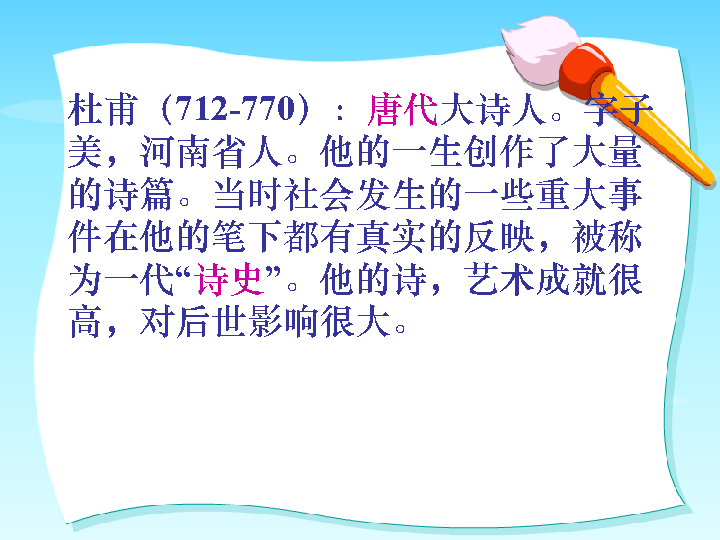 杜甫（712-770）：唐代大诗人。字子
美，河南省人。他的一生创作了大量
的诗篇。当时社会发生的一些重大事
件在他的笔下都有真实的反映，被称
为一代“诗史”。他的诗，艺术成就很
高，对后世影响很大。